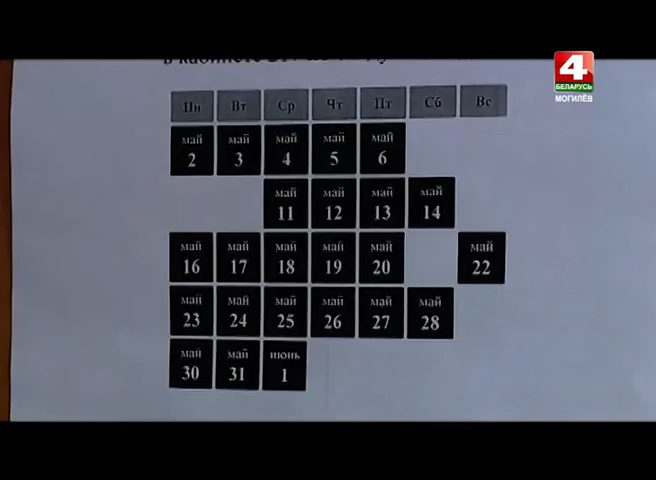 4
БЕЛАРУСЬ
МОГИЛЁВ
Пн Вт Ср Чт Пт Сб Вс
май май май май май
2 3 4 5 6
май май май май
11 12 13 14
май май май май май май
16 17 18 19 20 22
май май май май май май
23 24 25 26 27 28
май май июнь
30 31 1